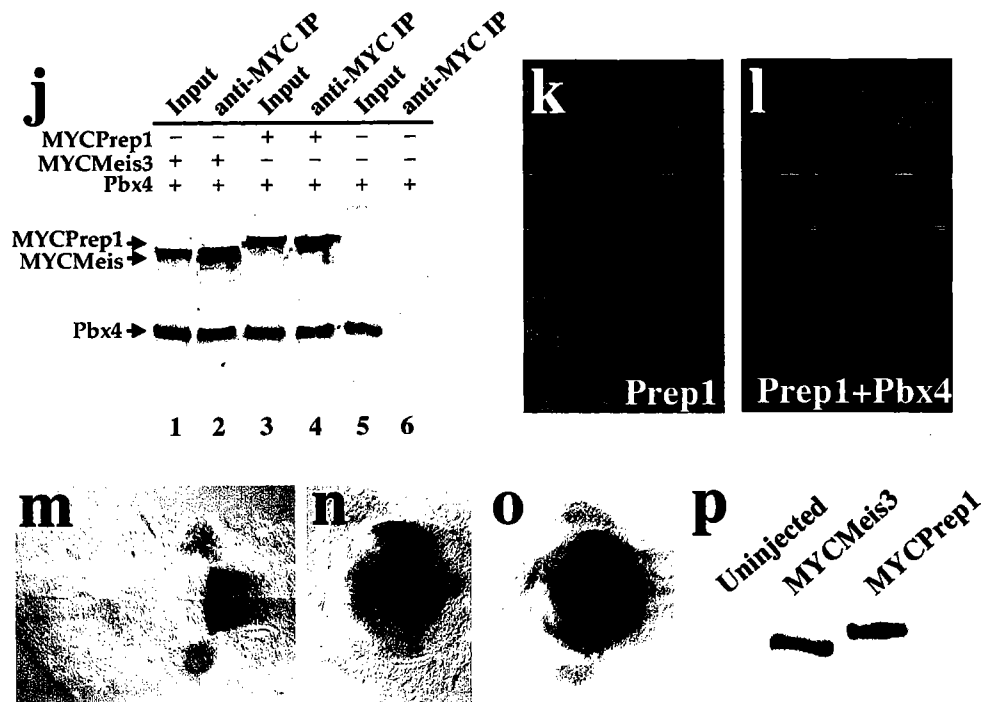 j
Input anti-MYC IP Input anti-MYC IP Input anti-MYC IP
MYCPrep1 – – + + – –
MYCMeis3 + + – – – –
Pbx4 + + + + + +
MYCPrep1
MYCMeis
Pbx4
1 2 3 4 5 6
k
Prep1
l
Prep1+Pbx4
m
n
o
p
Uninjected MYCMeis3 MYCPrep1